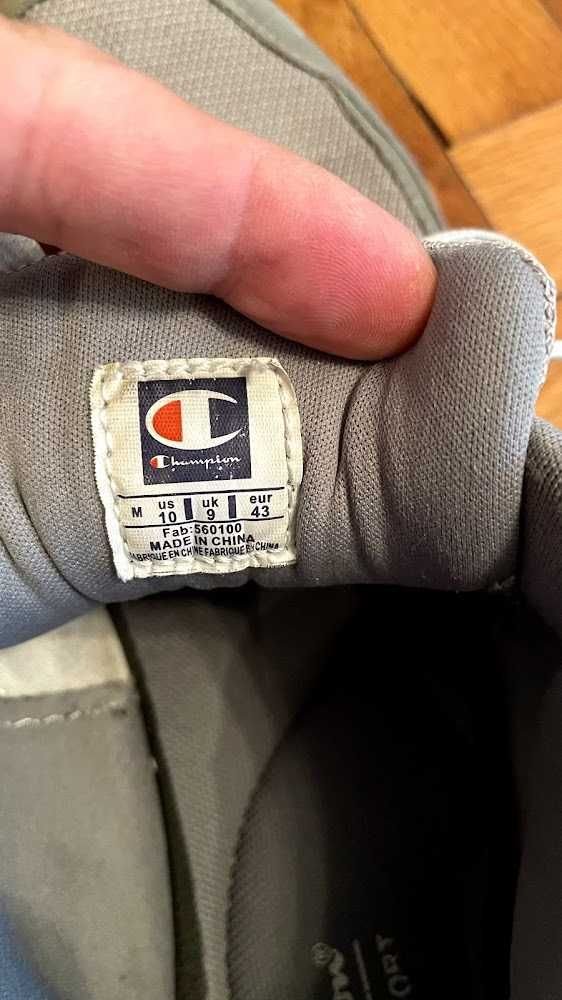 Champion
M us 10 uk 9 eur 43
Fab:560100
MADE IN CHINA
FABRIQUE EN CHINE FABRIQUE EN CHINA